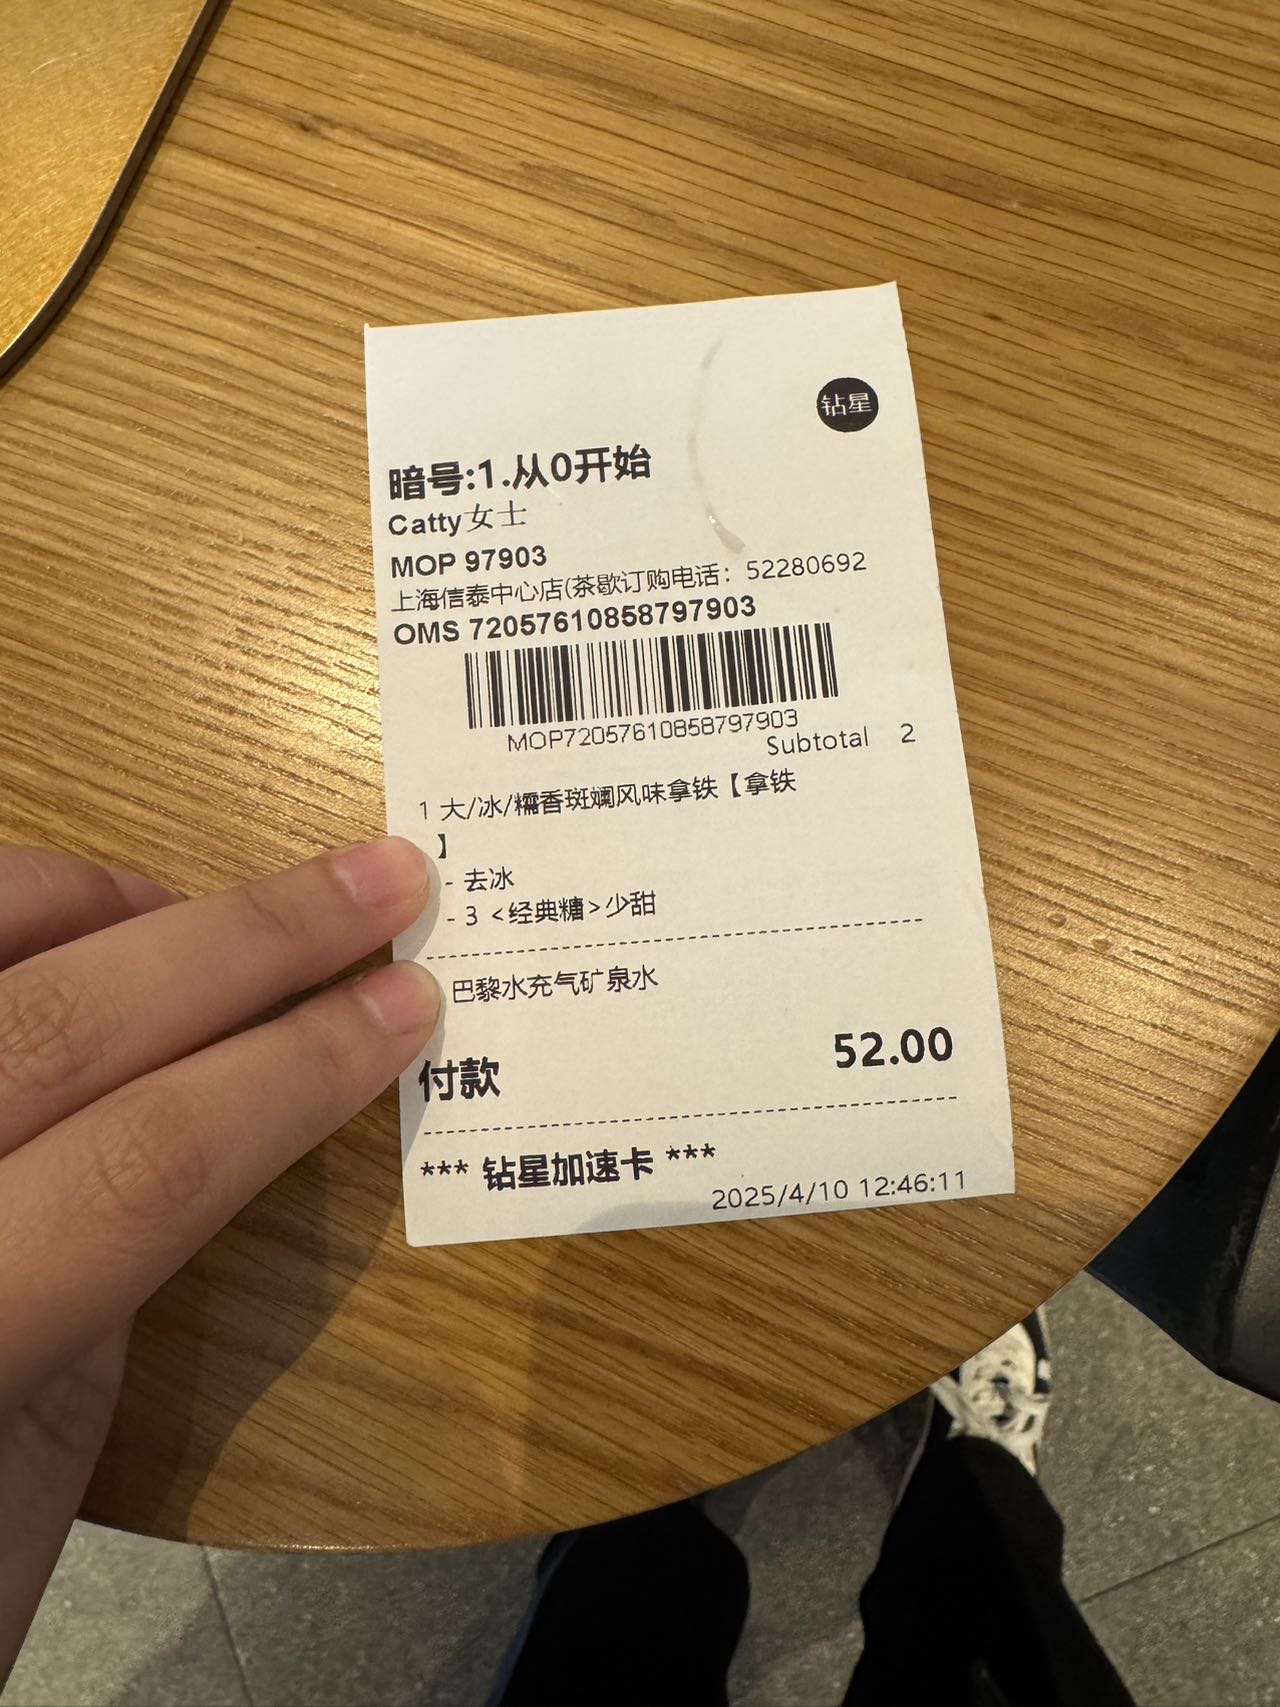 钻星
暗号:1.从0开始
Catty女士
MOP 97903
上海信泰中心店(茶歇订购电话：52280692
OMS 72057610858797903
MOP72057610858797903
Subtotal 2
1 大/冰/糯香斑斓风味拿铁【拿铁
】
- 去冰
- 3 <经典糖>少甜
巴黎水充气矿泉水
付款 52.00
*** 钻星加速卡 ***
2025/4/10 12:46:11